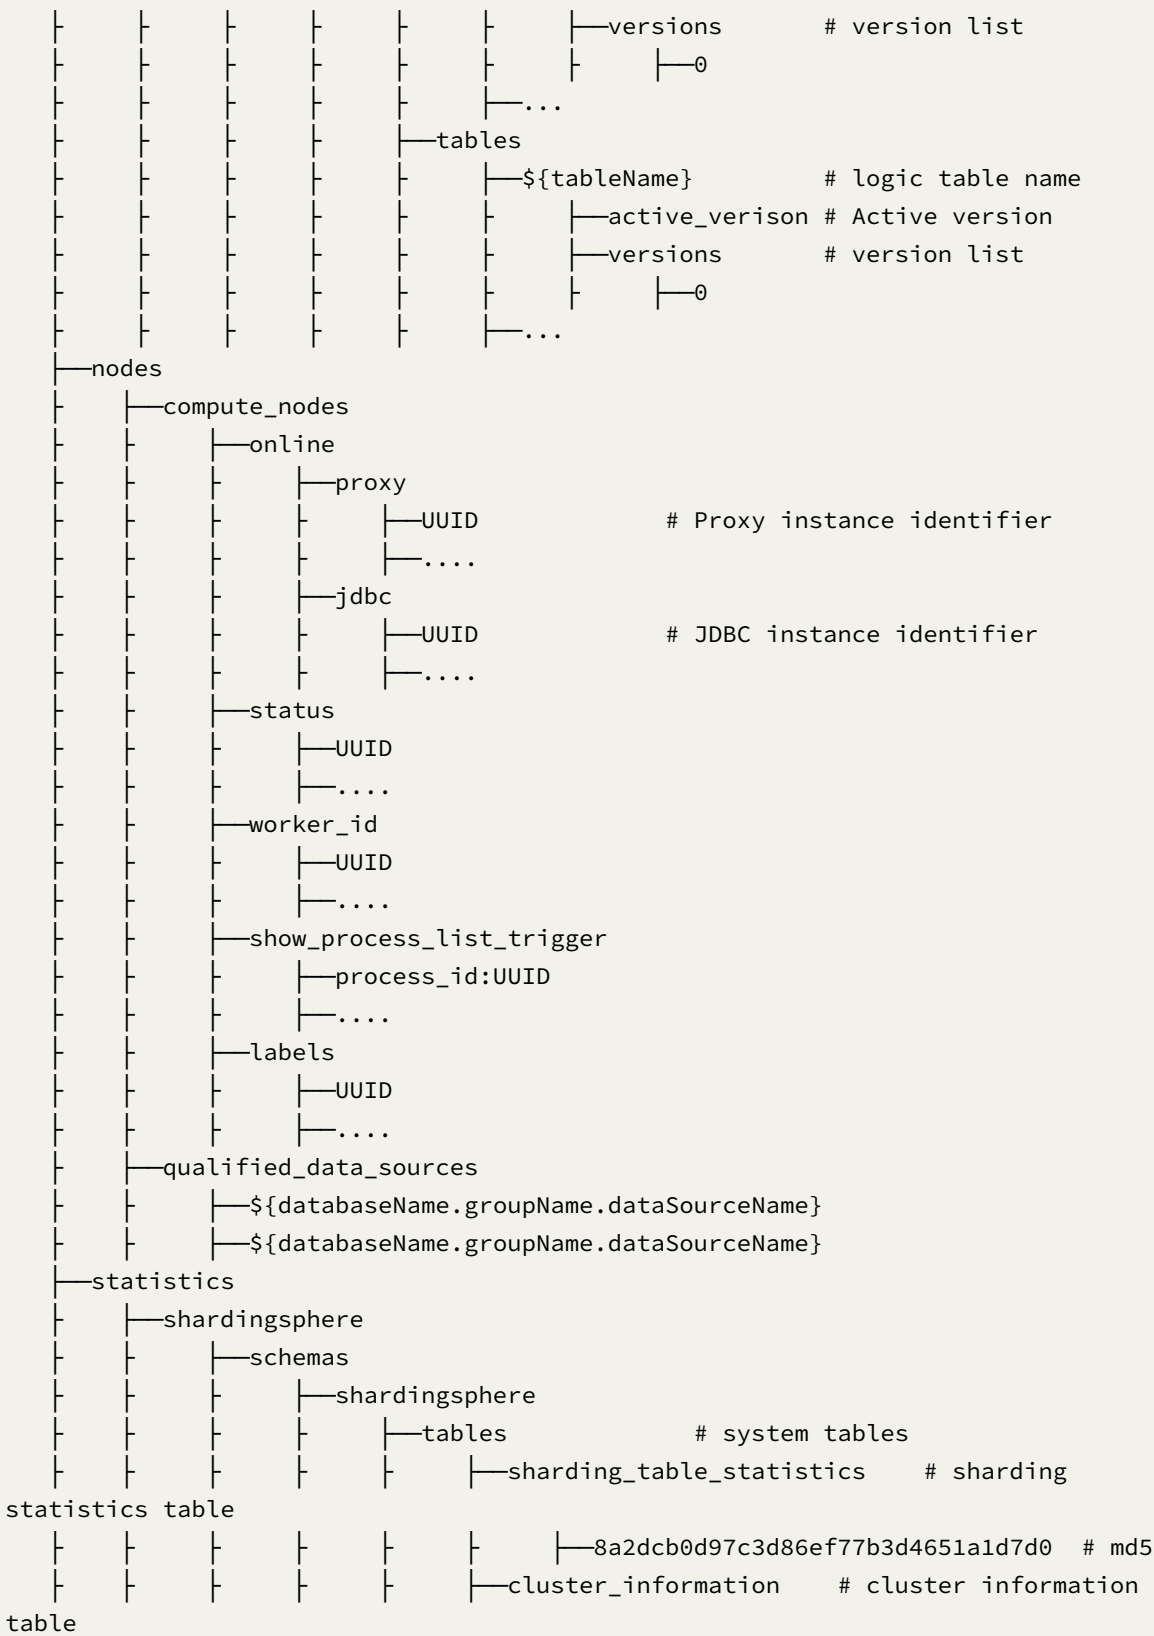 ├      ├      ├      ├      ├      ├      ├──versions       # version list
├      ├      ├      ├      ├      ├      ├      ├──0
├      ├      ├      ├      ├      ├──...
├      ├      ├      ├      ├──tables
├      ├      ├      ├      ├      ├──${tableName}         # logic table name
├      ├      ├      ├      ├      ├      ├──active_verison # Active version
├      ├      ├      ├      ├      ├      ├──versions       # version list
├      ├      ├      ├      ├      ├      ├      ├──0
├      ├      ├      ├      ├      ├──...
├──nodes
├      ├──compute_nodes
├      ├      ├──online
├      ├      ├      ├──proxy
├      ├      ├      ├      ├──UUID             # Proxy instance identifier
├      ├      ├      ├      ├──....
├      ├      ├      ├──jdbc
├      ├      ├      ├      ├──UUID             # JDBC instance identifier
├      ├      ├      ├      ├──....
├      ├      ├──status
├      ├      ├      ├──UUID
├      ├      ├      ├──....
├      ├      ├──worker_id
├      ├      ├      ├──UUID
├      ├      ├      ├──....
├      ├      ├──show_process_list_trigger
├      ├      ├      ├──process_id:UUID
├      ├      ├      ├──....
├      ├      ├──labels
├      ├      ├      ├──UUID
├      ├      ├      ├──....
├      ├──qualified_data_sources
├      ├      ├──${databaseName.groupName.dataSourceName}
├      ├      ├──${databaseName.groupName.dataSourceName}
├──statistics
├      ├──shardingsphere
├      ├      ├──schemas
├      ├      ├      ├──shardingsphere
├      ├      ├      ├      ├──tables             # system tables
├      ├      ├      ├      ├      ├──sharding_table_statistics    # sharding
statistics table
├      ├      ├      ├      ├      ├      ├──8a2dcb0d97c3d86ef77b3d4651a1d7d0  # md5
├      ├      ├      ├      ├      ├──cluster_information    # cluster information
table